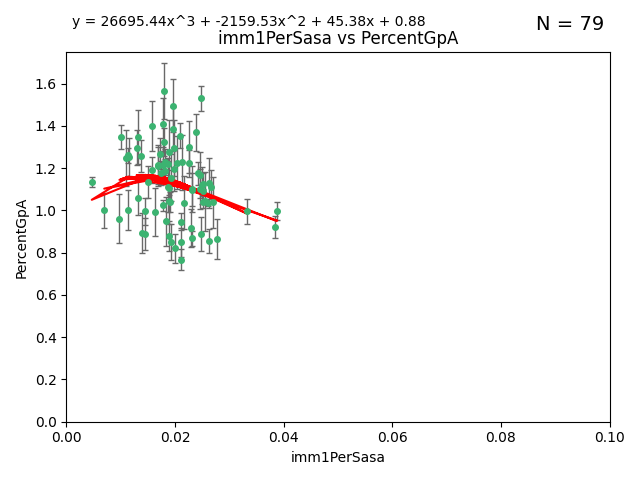 y = 26695.44x^3 + -2159.53x^2 + 45.38x + 0.88
N = 79
imm1PerSasa vs PercentGpA
PercentGpA
1.6
1.4
1.2
1.0
0.8
0.6
0.4
0.2
0.0
0.00 0.02 0.04 0.06 0.08 0.10
imm1PerSasa